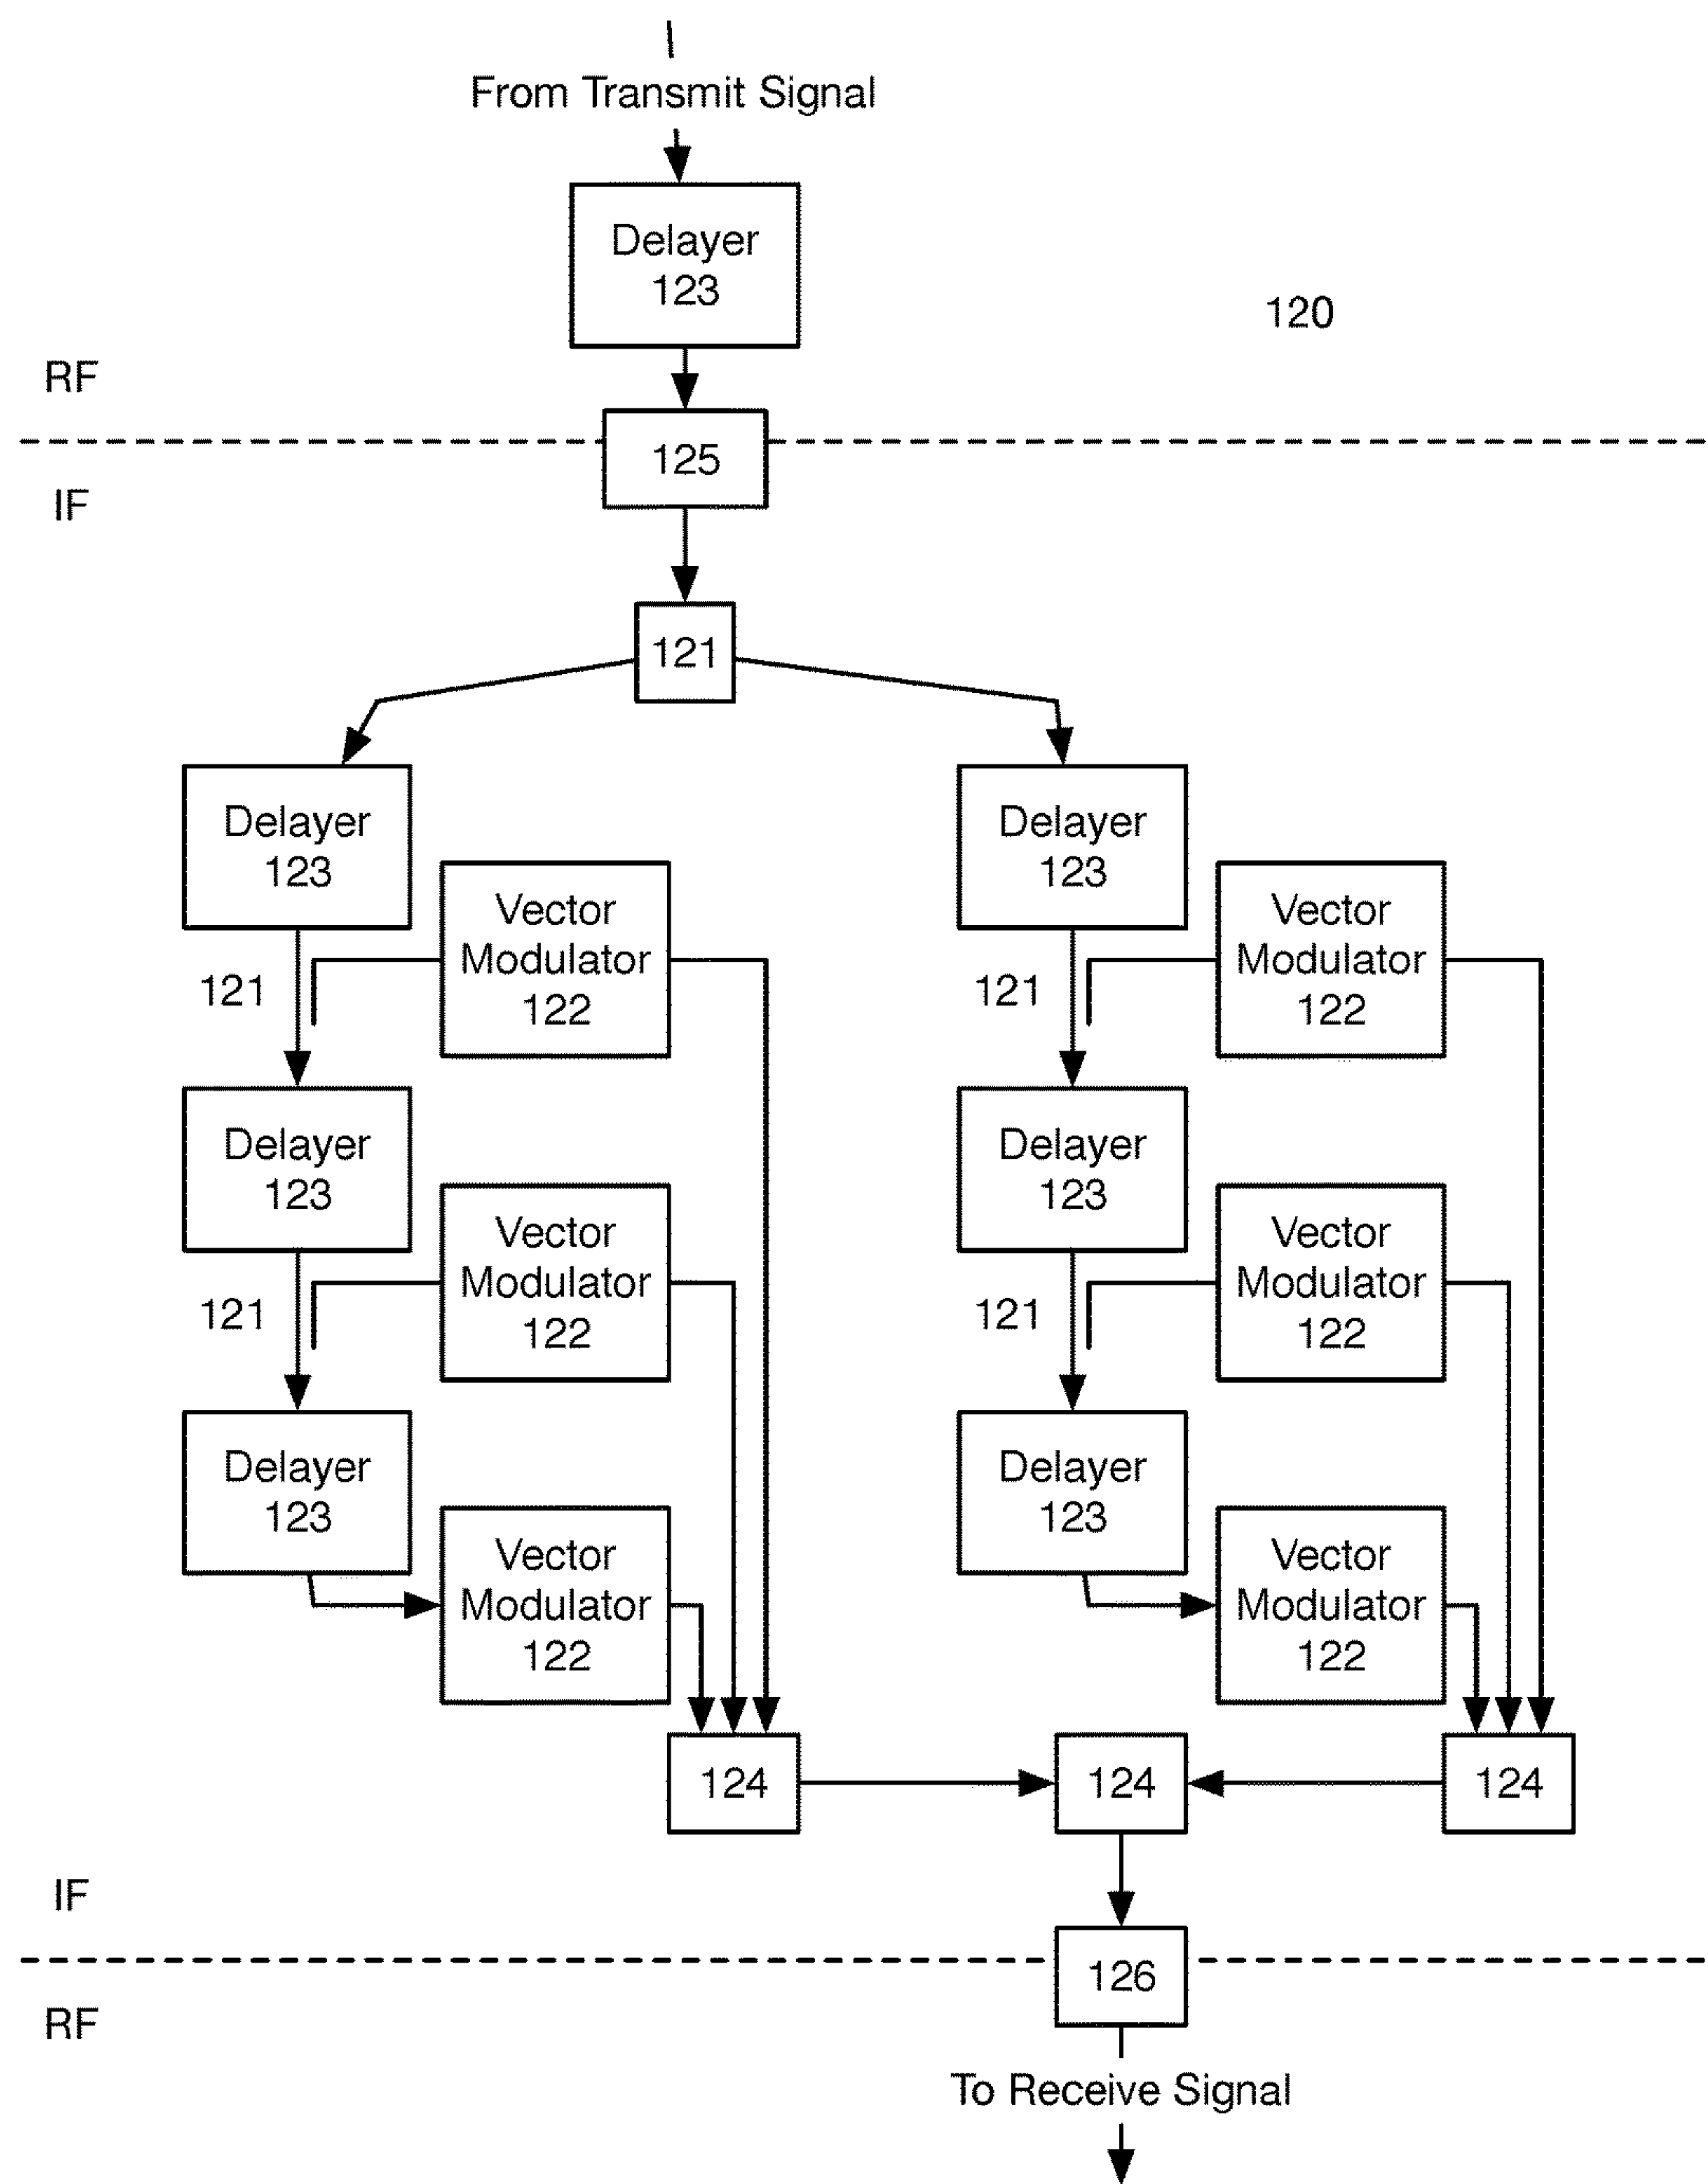 From Transmit Signal
Delayer
123
120
RF
125
IF
121
Delayer
123
Delayer
123
Vector
Modulator
122
Vector
Modulator
122
121
121
Delayer
123
Delayer
123
Vector
Modulator
122
Vector
Modulator
122
121
121
Delayer
123
Delayer
123
Vector
Modulator
122
Vector
Modulator
122
124
124
124
IF
126
RF
To Receive Signal